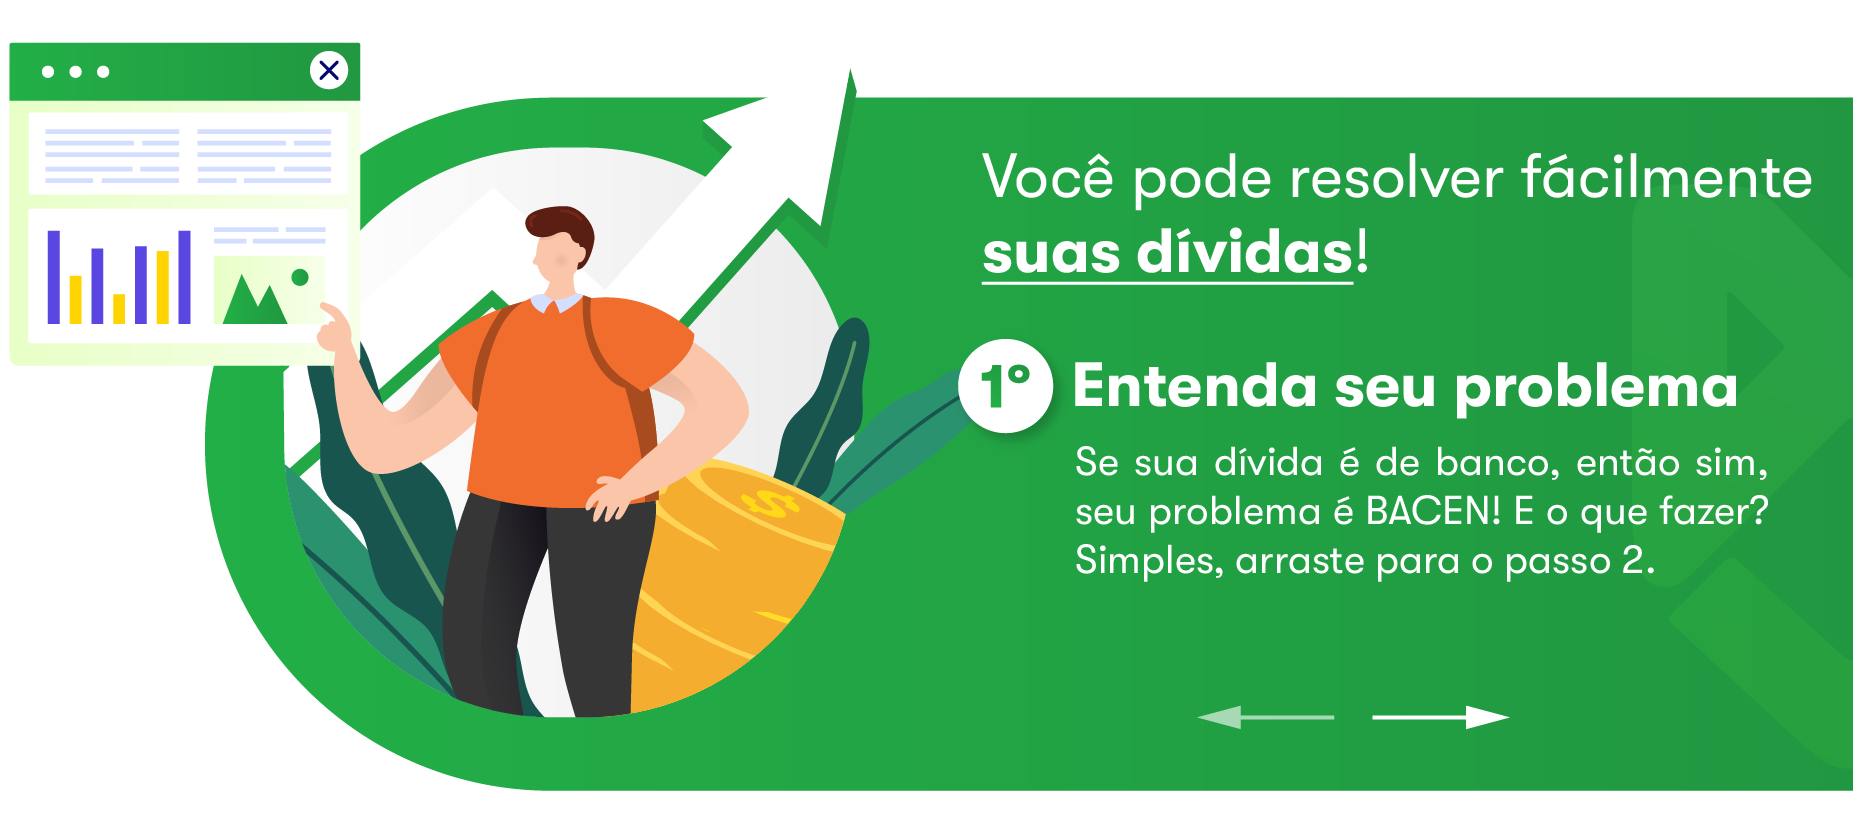 Você pode resolver fácilmente
suas dívidas!
1º
Entenda seu problema
Se sua dívida é de banco, então sim,
seu problema é BACEN! E o que fazer?
Simples, arraste para o passo 2.
$